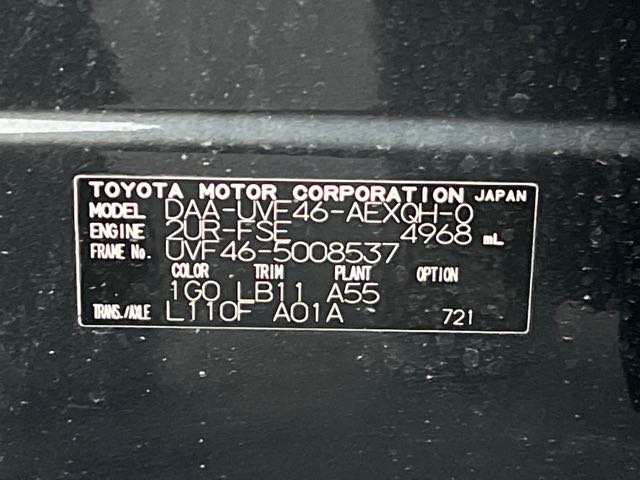 TOYOTA MOTOR CORPORATION JAPAN
MODEL DAA-UVF46-AEXQH-Q
ENGINE 2UR-FSE 4968 mL
FRAME No. UVF46-5008537
COLOR TRIM PLANT OPTION
1G0 LB11 A55
TRANS./AXLE L110F A01A 721